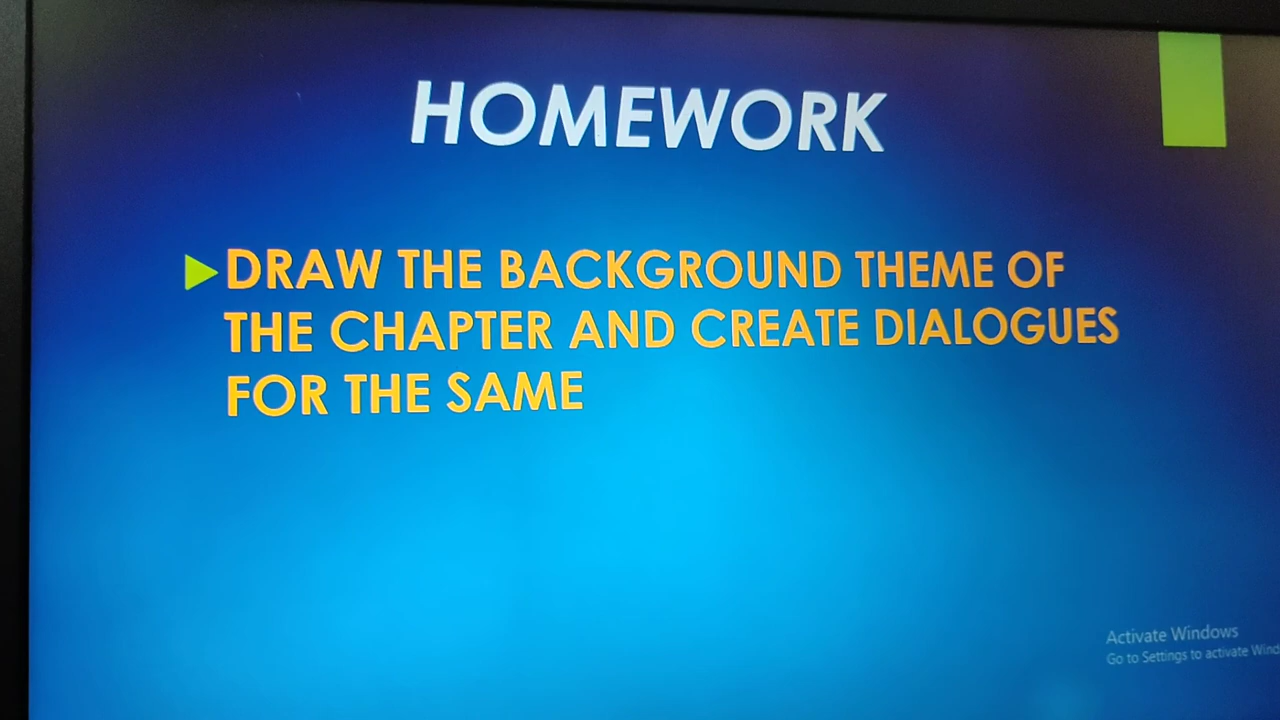 HOMEWORK
DRAW THE BACKGROUND THEME OF
THE CHAPTER AND CREATE DIALOGUES
FOR THE SAME
Activate Windows
Go to Settings to activate Wind